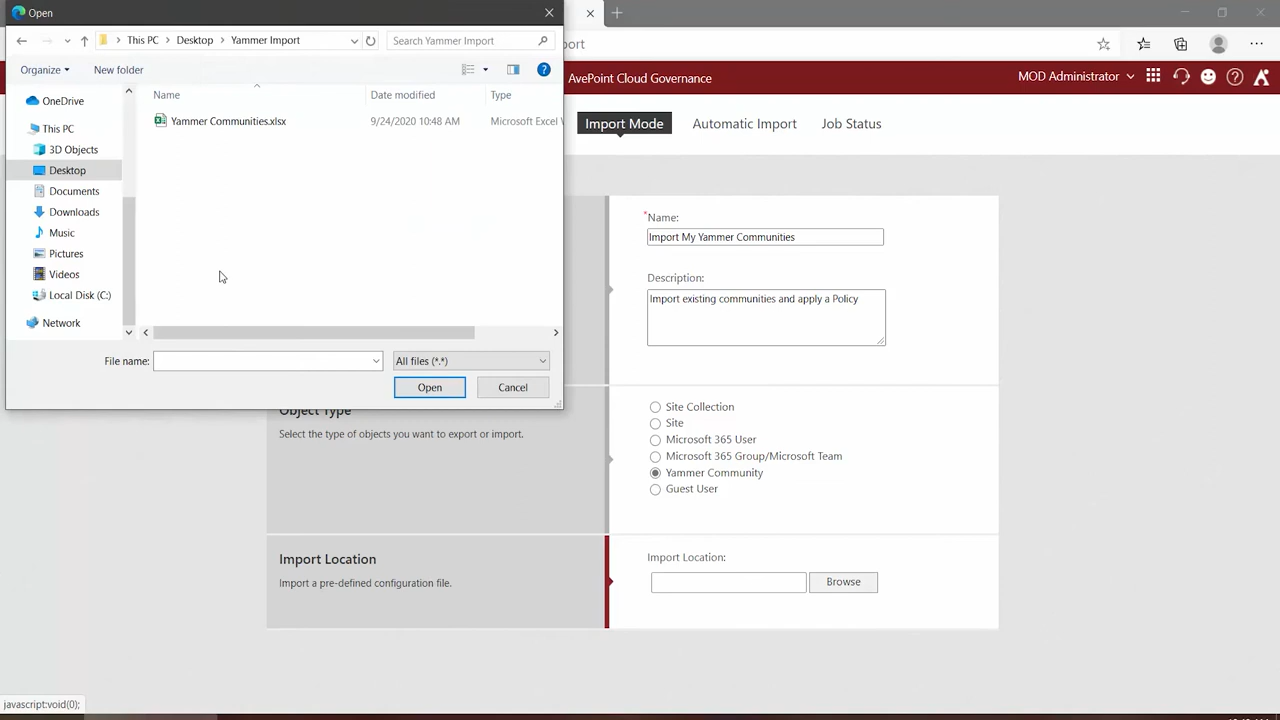 Open
This PC
Desktop
Yammer Import
Search Yammer Import
Organize
New folder
Name
Date modified
Type
Yammer Communities.xlsx
9/24/2020 10:48 AM
Microsoft Excel
OneDrive
This PC
3D Objects
Desktop
Documents
Downloads
Music
Pictures
Videos
Local Disk (C:)
Network
File name:
All files (*.*)
Open
Cancel
port
AvePoint Cloud Governance
MOD Administrator
Import Mode
Automatic Import
Job Status
*Name:
Import My Yammer Communities
Description:
Import existing communities and apply a Policy
Object Type
Select the type of objects you want to export or import.
Site Collection
Site
Microsoft 365 User
Microsoft 365 Group/Microsoft Team
Yammer Community
Guest User
Import Location
Import a pre-defined configuration file.
Import Location:
Browse
javascript:void(0);